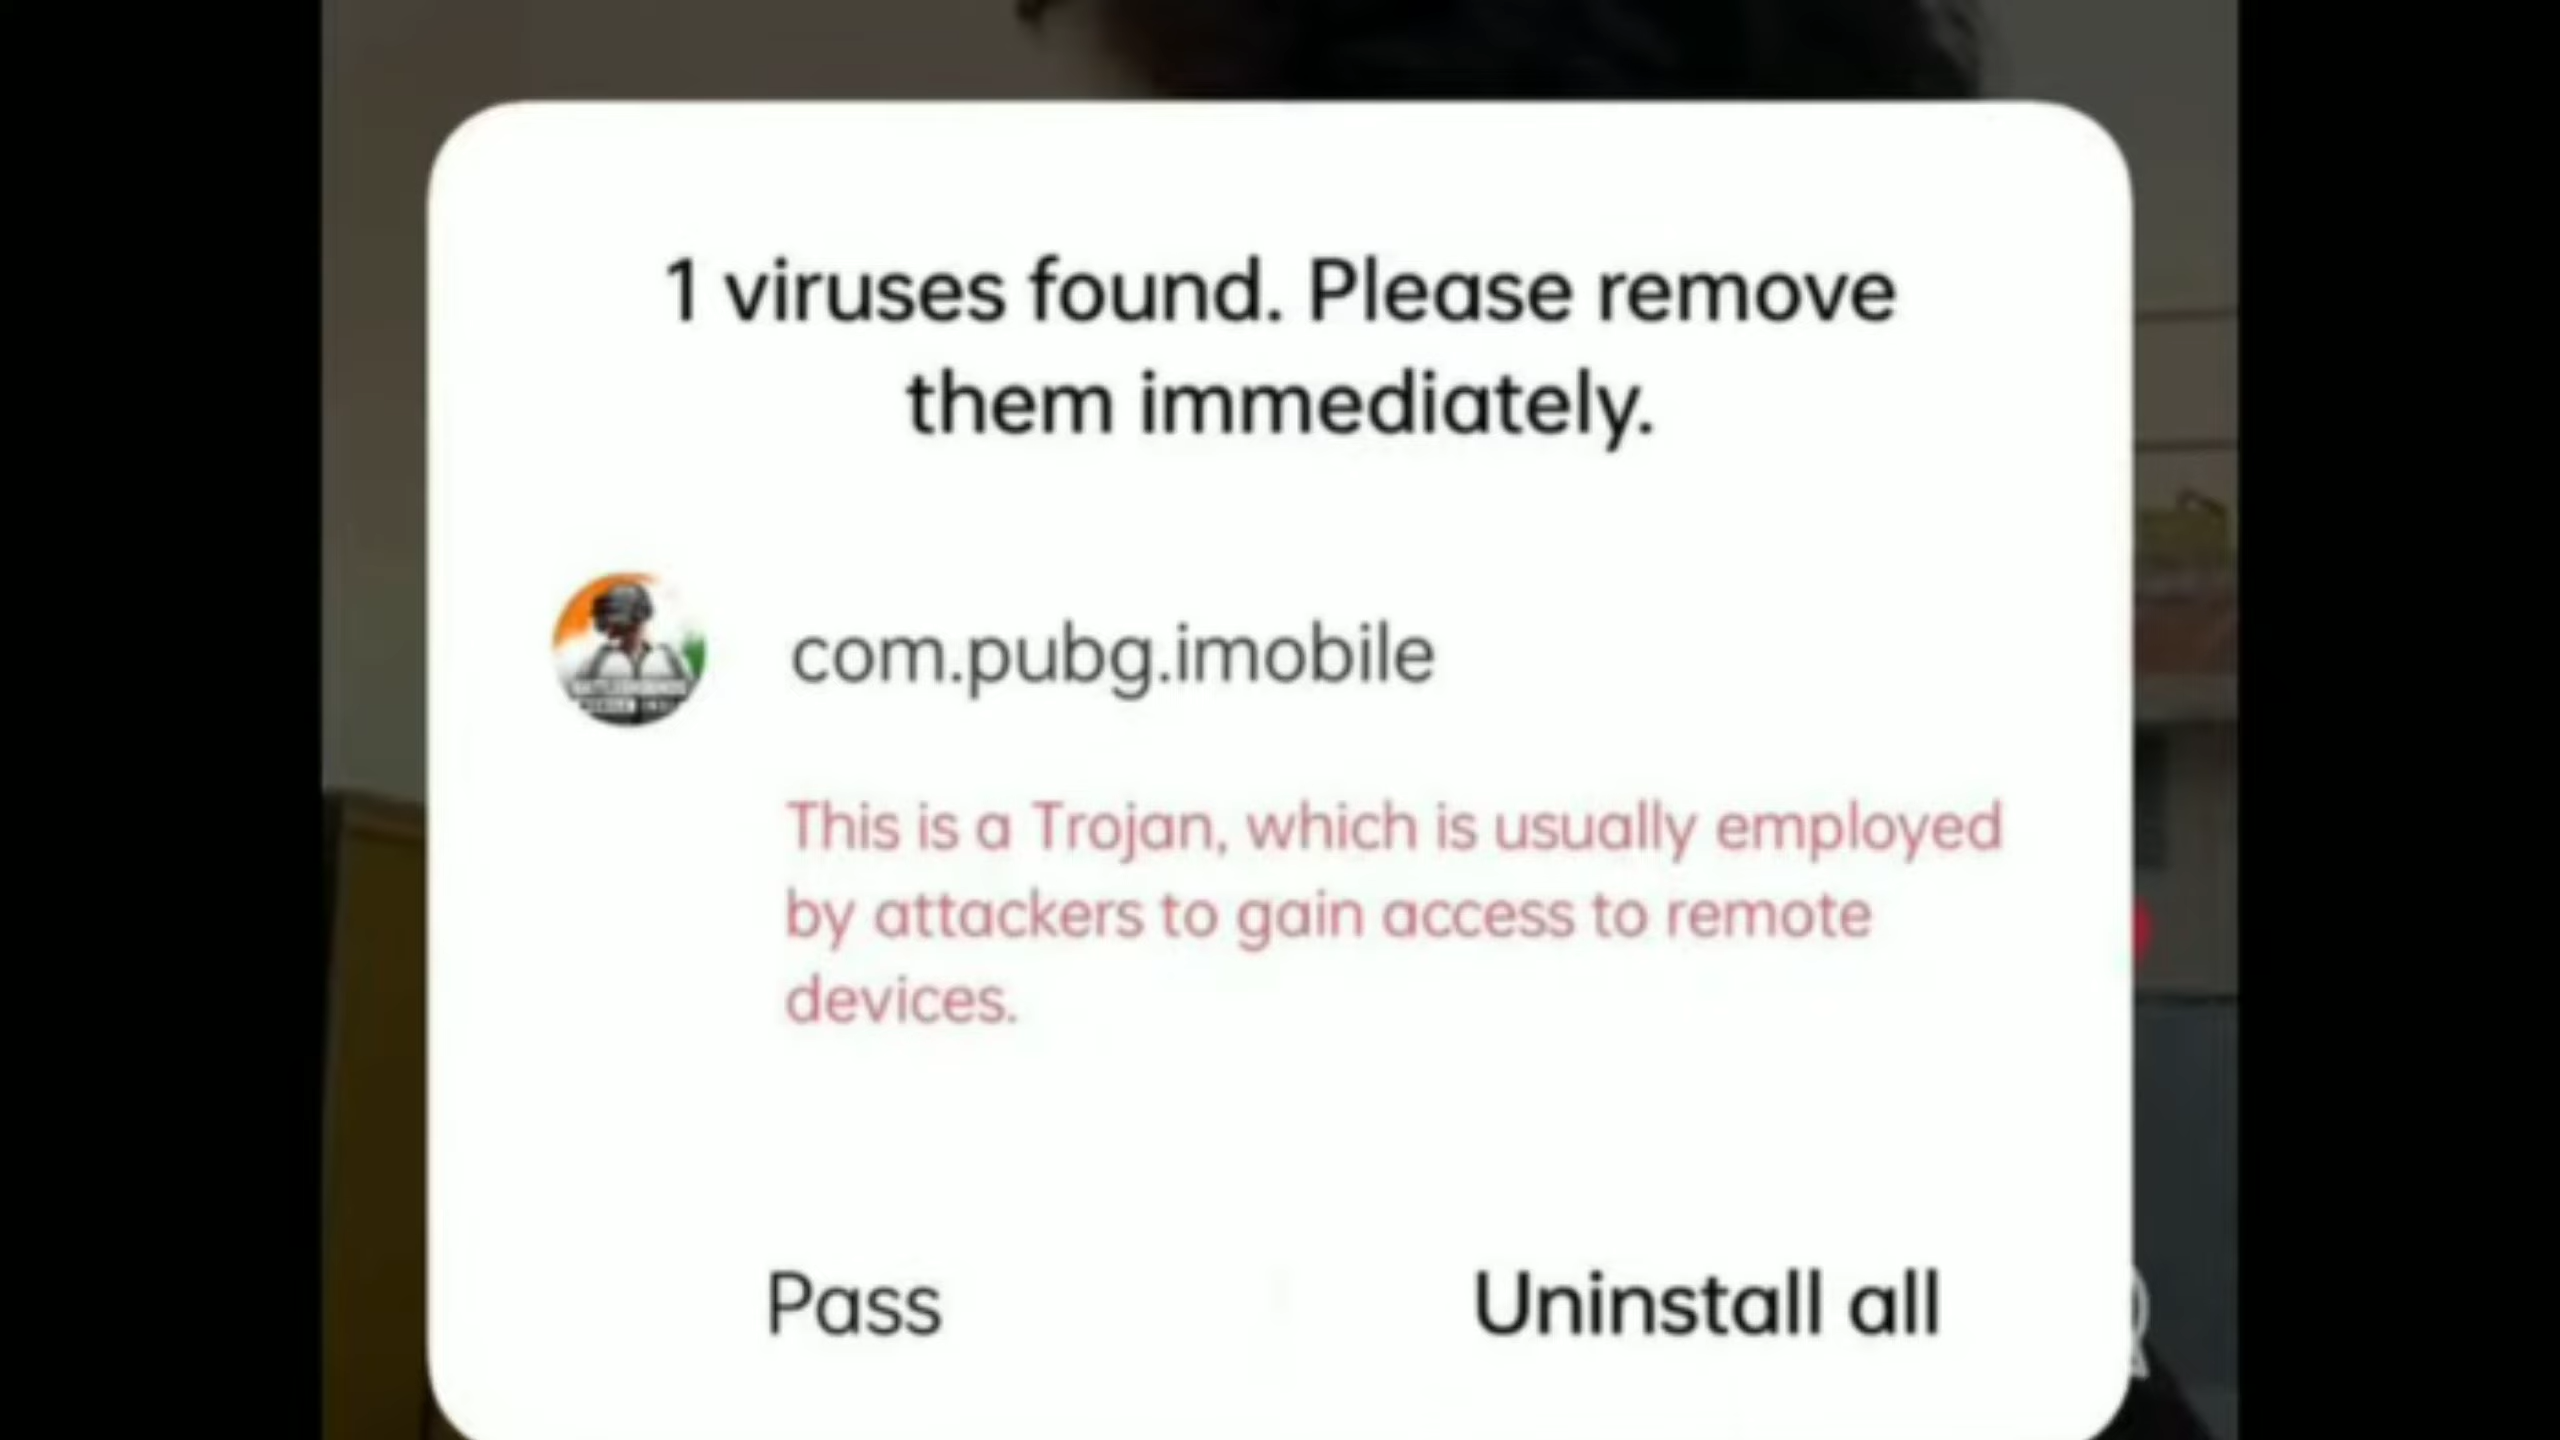 1 viruses found. Please remove
them immediately.
com.pubg.imobile
This is a Trojan, which is usually employed
by attackers to gain access to remote
devices.
Pass
Uninstall all